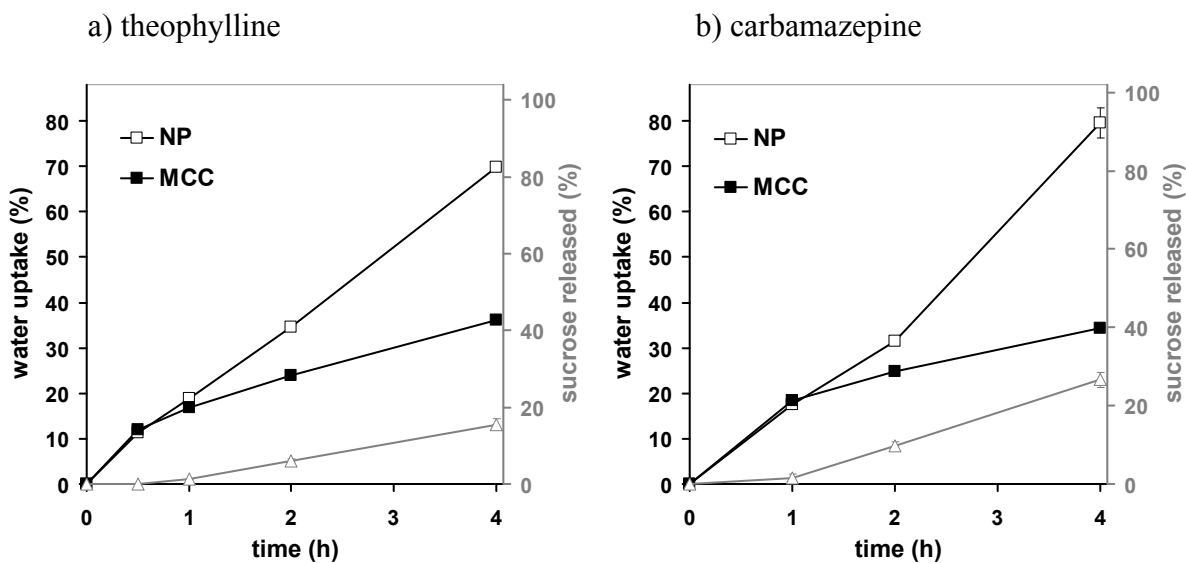 a) theophylline
80
70
60
50
40
30
20
10
0
water uptake (%)
NP
MCC
100
80
60
40
20
0
sucrose released (%)
0 1 2 3 4
time (h)
b) carbamazepine
80
70
60
50
40
30
20
10
0
water uptake (%)
NP
MCC
100
80
60
40
20
0
sucrose released (%)
0 1 2 3 4
time (h)